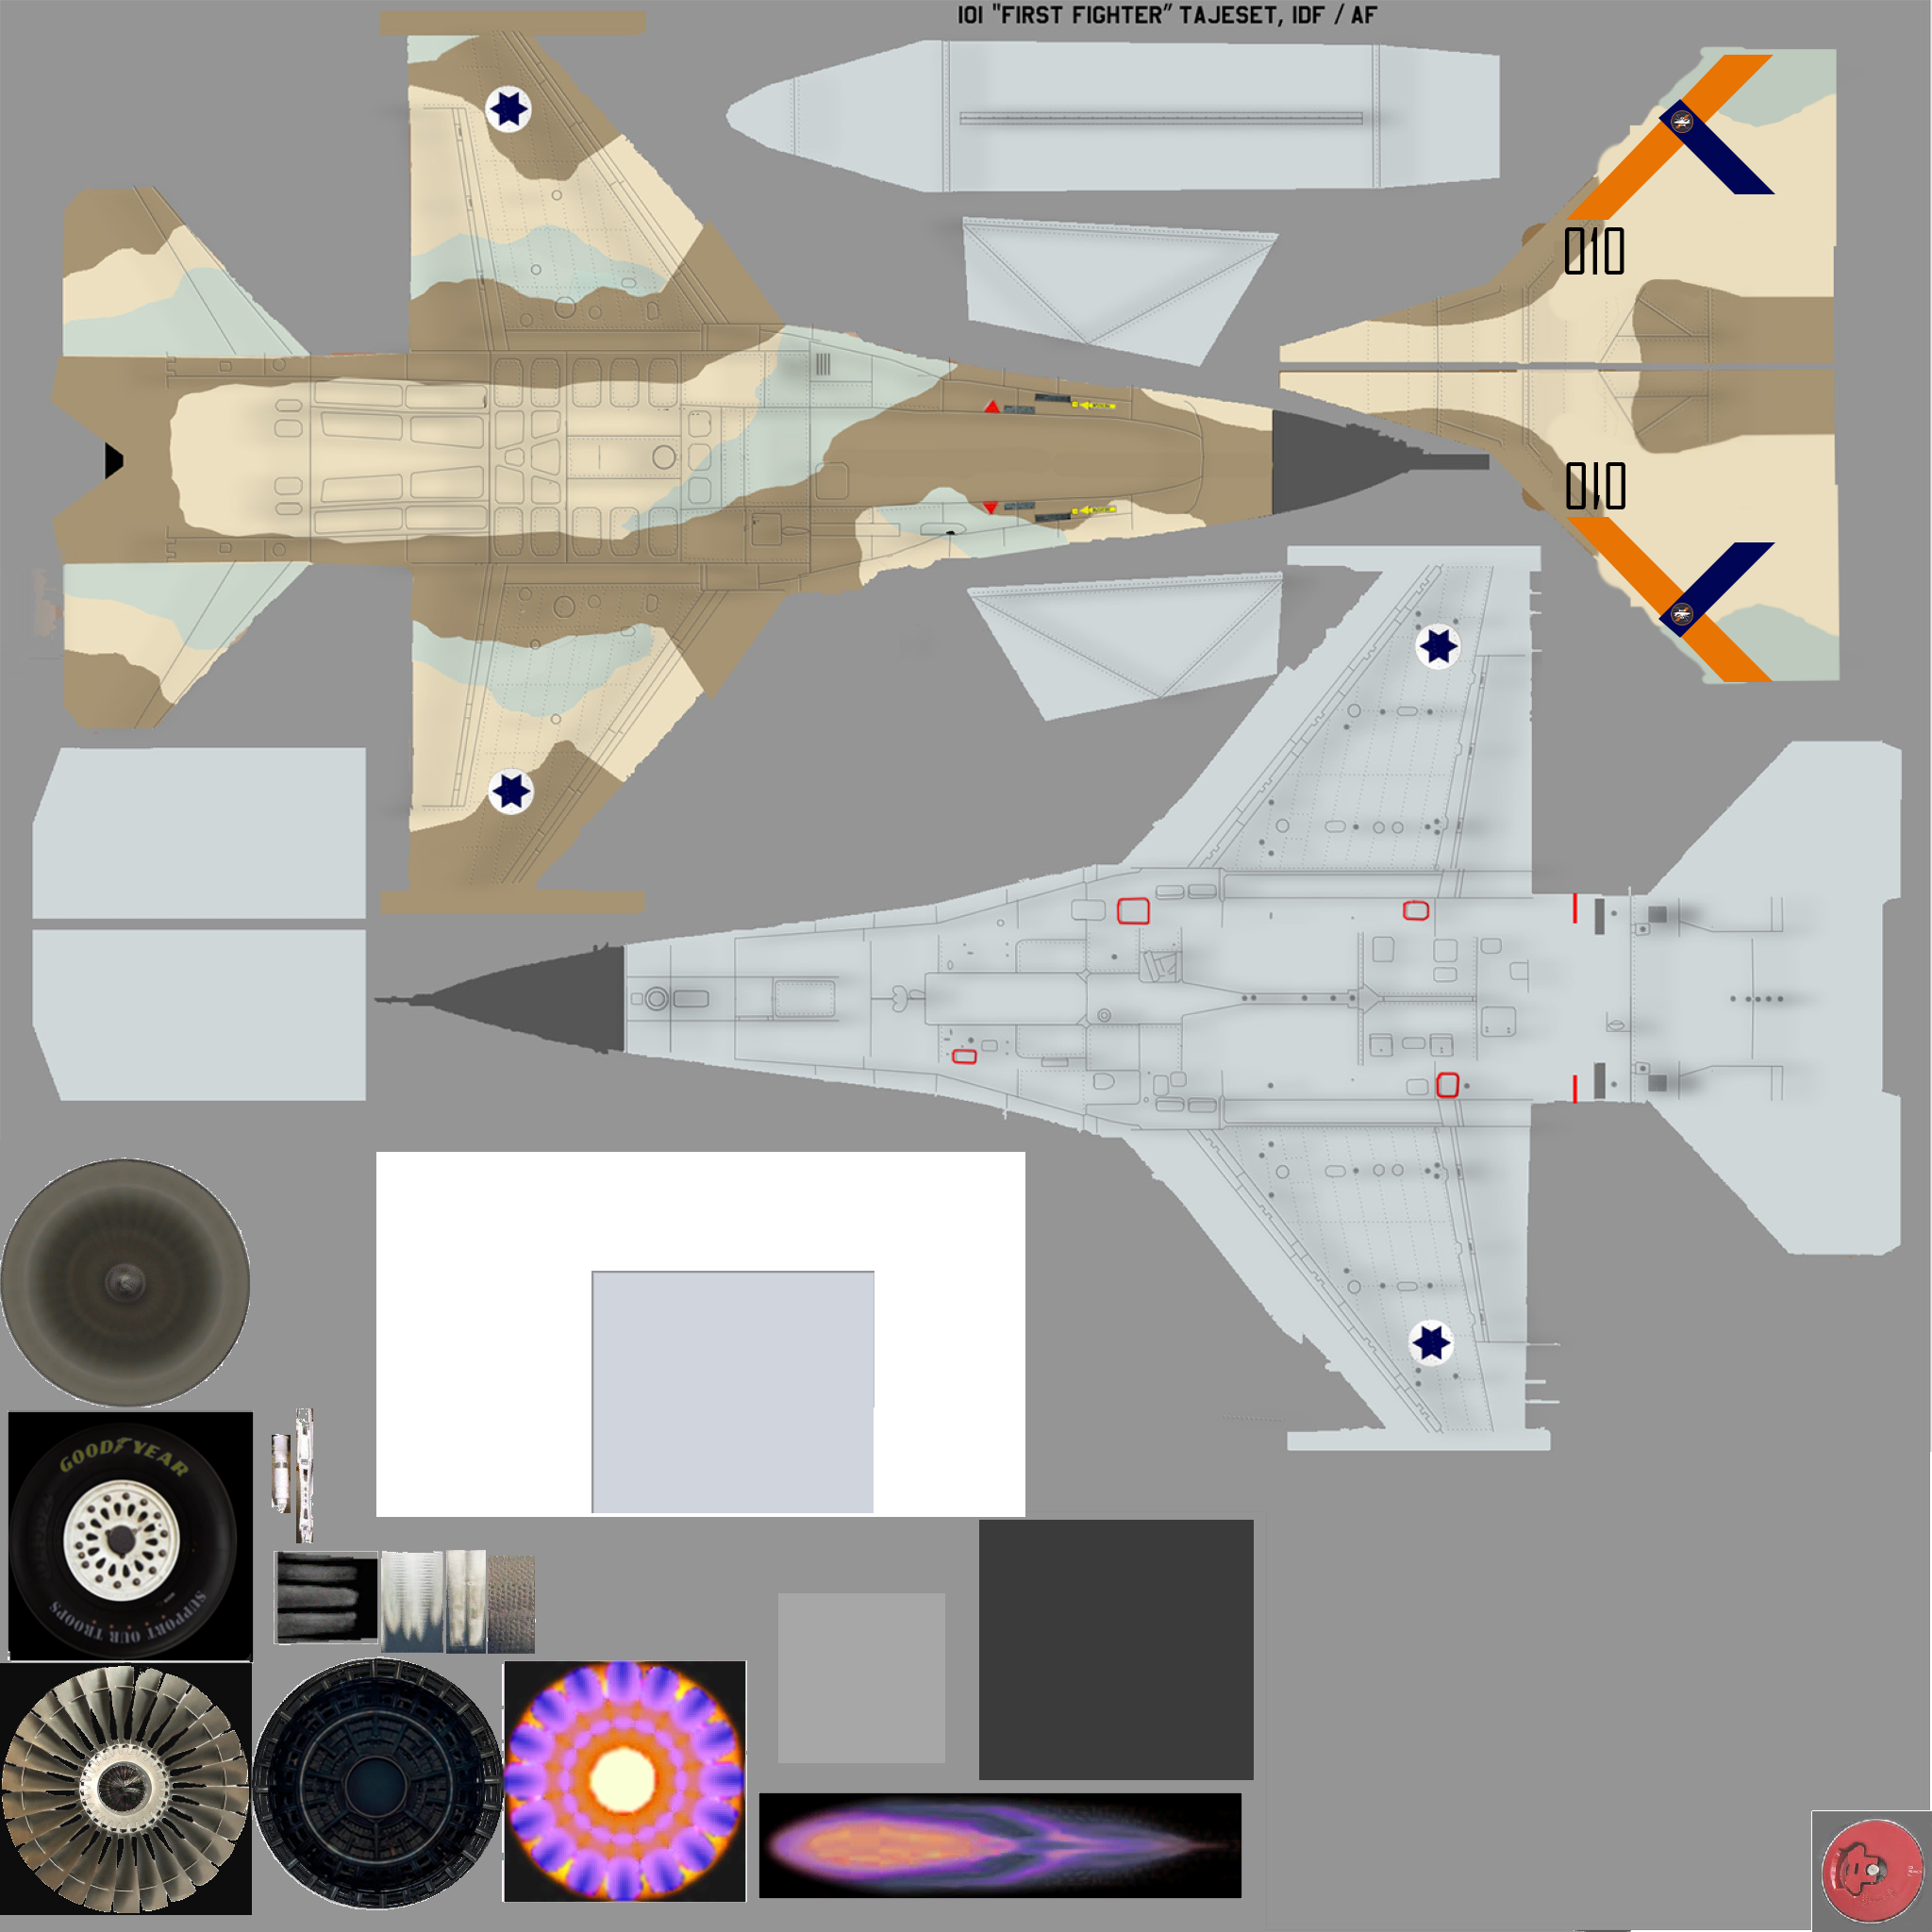 101 "FIRST FIGHTER" TAJESET, IDF / AF
010
010
GOODYEAR
SUPPORT OUR TROOPS